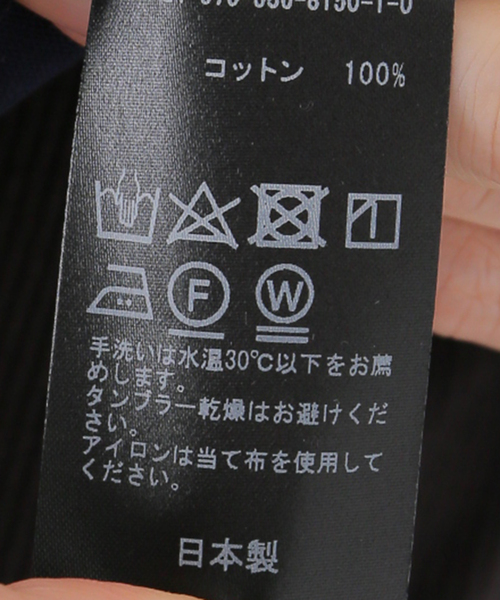 コットン 100%
F W
手洗いは水温30℃以下をお薦
めします。
タンブラー乾燥はお避けくだ
さい。
アイロンは当て布を使用して
ください。
日本製